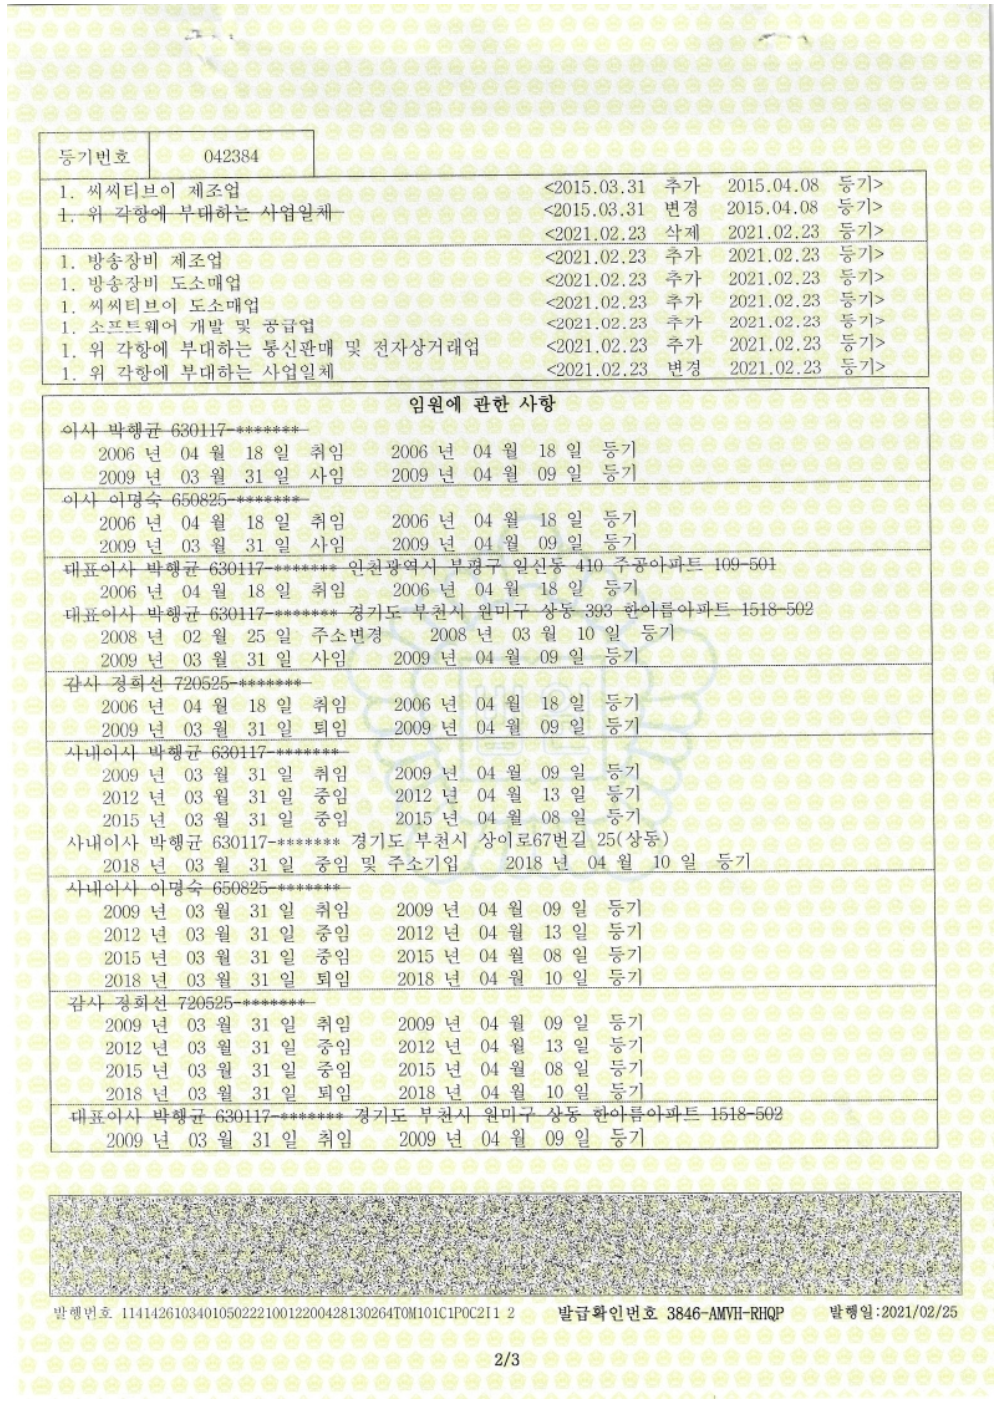 등기번호 042384
1. 씨씨티브이 제조업 <2015.03.31 추가 2015.04.08 등기>
1. 위 각항에 부대하는 사업일체 <2015.03.31 변경 2015.04.08 등기>
<2021.02.23 삭제 2021.02.23 등기>
1. 방송장비 제조업 <2021.02.23 추가 2021.02.23 등기>
1. 방송장비 도소매업 <2021.02.23 추가 2021.02.23 등기>
1. 씨씨티브이 도소매업 <2021.02.23 추가 2021.02.23 등기>
1. 소프트웨어 개발 및 공급업 <2021.02.23 추가 2021.02.23 등기>
1. 위 각항에 부대하는 통신판매 및 전자상거래업 <2021.02.23 추가 2021.02.23 등기>
1. 위 각항에 부대하는 사업일체 <2021.02.23 변경 2021.02.23 등기>
임원에 관한 사항
이사 박행균 630117-*******
2006 년 04 월 18 일 취임 2006 년 04 월 18 일 등기
2009 년 03 월 31 일 사임 2009 년 04 월 09 일 등기
이사 이명숙 650825-*******
2006 년 04 월 18 일 취임 2006 년 04 월 18 일 등기
2009 년 03 월 31 일 사임 2009 년 04 월 09 일 등기
대표이사 박행균 630117-******* 인천광역시 부평구 일신동 410 주공아파트 109-501
2006 년 04 월 18 일 취임 2006 년 04 월 18 일 등기
대표이사 박행균 630117-******* 경기도 부천시 원미구 상동 393 한아름아파트 1518-502
2008 년 02 월 25 일 주소변경 2008 년 03 월 10 일 등기
2009 년 03 월 31 일 사임 2009 년 04 월 09 일 등기
감사 정희선 720525-*******
2006 년 04 월 18 일 취임 2006 년 04 월 18 일 등기
2009 년 03 월 31 일 퇴임 2009 년 04 월 09 일 등기
사내이사 박행균 630117-*******
2009 년 03 월 31 일 취임 2009 년 04 월 09 일 등기
2012 년 03 월 31 일 중임 2012 년 04 월 13 일 등기
2015 년 03 월 31 일 중임 2015 년 04 월 08 일 등기
사내이사 박행균 630117-******* 경기도 부천시 상이로67번길 25(상동)
2018 년 03 월 31 일 중임 및 주소기입 2018 년 04 월 10 일 등기
사내이사 이명숙 650825-*******
2009 년 03 월 31 일 취임 2009 년 04 월 09 일 등기
2012 년 03 월 31 일 중임 2012 년 04 월 13 일 등기
2015 년 03 월 31 일 중임 2015 년 04 월 08 일 등기
2018 년 03 월 31 일 퇴임 2018 년 04 월 10 일 등기
감사 정희선 720525-*******
2009 년 03 월 31 일 취임 2009 년 04 월 09 일 등기
2012 년 03 월 31 일 중임 2012 년 04 월 13 일 등기
2015 년 03 월 31 일 중임 2015 년 04 월 08 일 등기
2018 년 03 월 31 일 퇴임 2018 년 04 월 10 일 등기
대표이사 박행균 630117-******* 경기도 부천시 원미구 상동 한아름아파트 1518-502
2009 년 03 월 31 일 취임 2009 년 04 월 09 일 등기
발행번호 11414261034010502221001220042813026​4TOM101C1POC2I1 2 발급확인번호 3846-AMVH-RHQP 발행일:2021/02/25
2/3